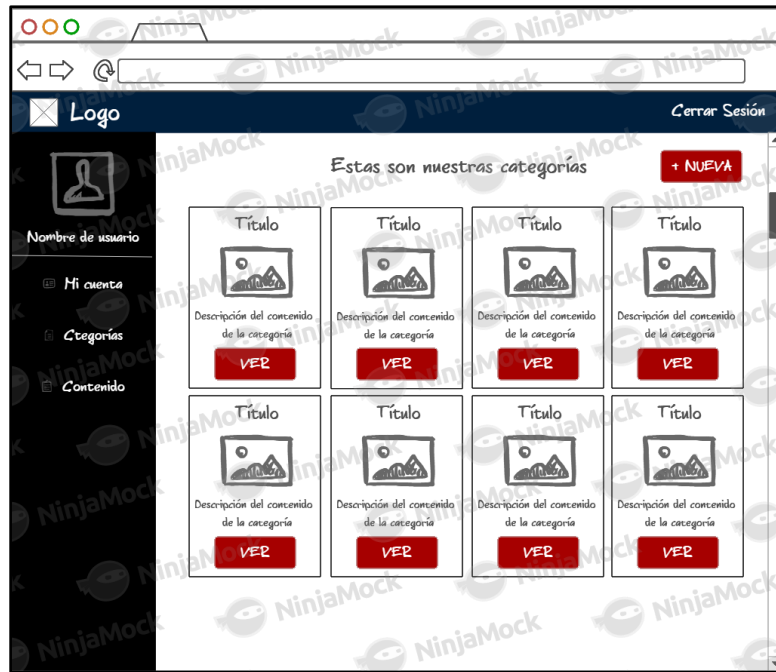 Logo
Cerrar Sesión
Estas son nuestras categorías
+ NUEVA
Nombre de usuario
Mi cuenta
Ctegorías
Contenido
Título
Título
Título
Título
Descripción del contenido
de la categoría
Descripción del contenido
de la categoría
Descripción del contenido
de la categoría
Descripción del contenido
de la categoría
VER
VER
VER
VER
Título
Título
Título
Título
Descripción del contenido
de la categoría
Descripción del contenido
de la categoría
Descripción del contenido
de la categoría
Descripción del contenido
de la categoría
VER
VER
VER
VER
NinjaMock